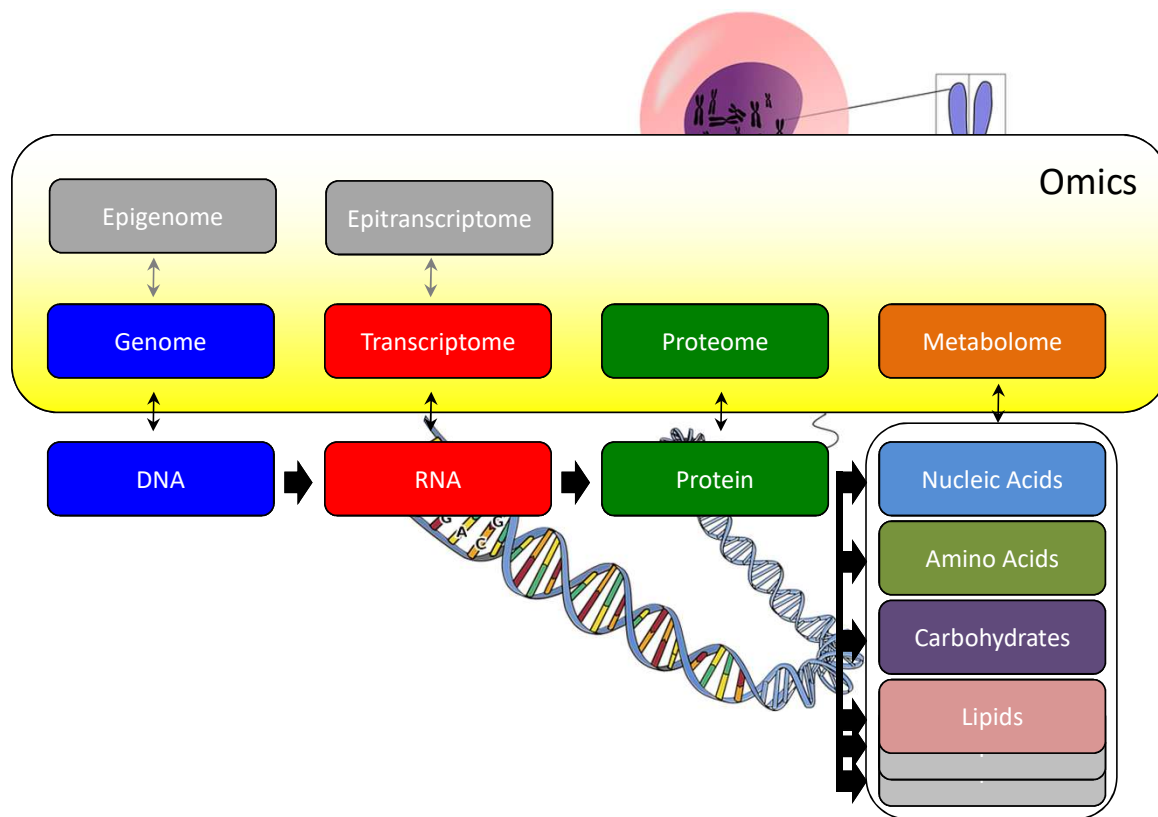 Omics
Epigenome
Epitranscriptome
Genome
Transcriptome
Proteome
Metabolome
DNA
RNA
Protein
Nucleic Acids
G
A
C
G
Amino Acids
Carbohydrates
Lipids